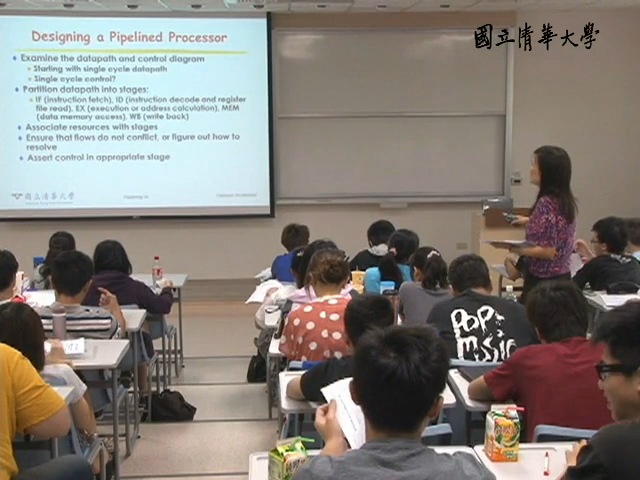 國立清華大學
Designing a Pipelined Processor
Examine the datapath and control diagram
Starting with single cycle datapath
Single cycle control?
Partition datapath into stages:
IF (instruction fetch), ID (instruction decode and register
file read), EX (execution or address calculation), MEM
(data memory access), WB (write back)
Associate resources with stages
Ensure that flows do not conflict, or figure out how to
resolve
Assert control in appropriate stage
國立清華大學
POP
music